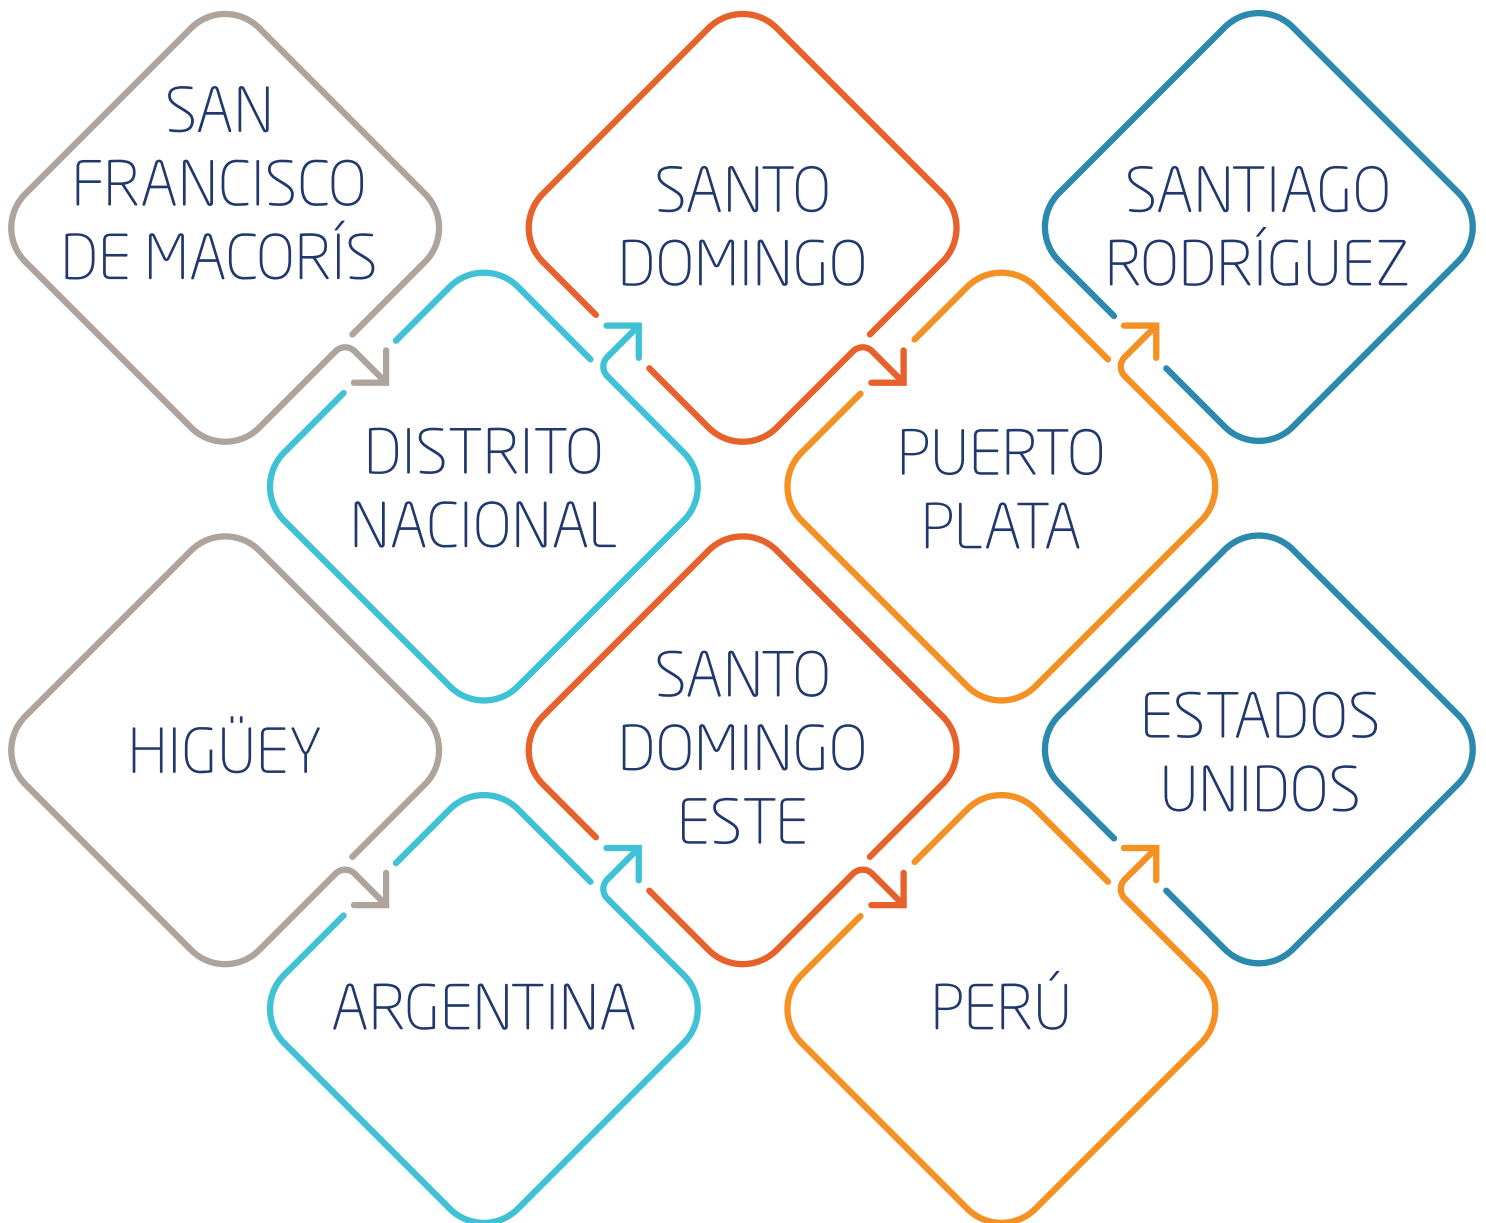 SAN
FRANCISCO
DE MACORÍS
DISTRITO
NACIONAL
SANTO
DOMINGO
PUERTO
PLATA
SANTIAGO
RODRÍGUEZ
HIGÜEY
ARGENTINA
SANTO
DOMINGO
ESTE
PERÚ
ESTADOS
UNIDOS